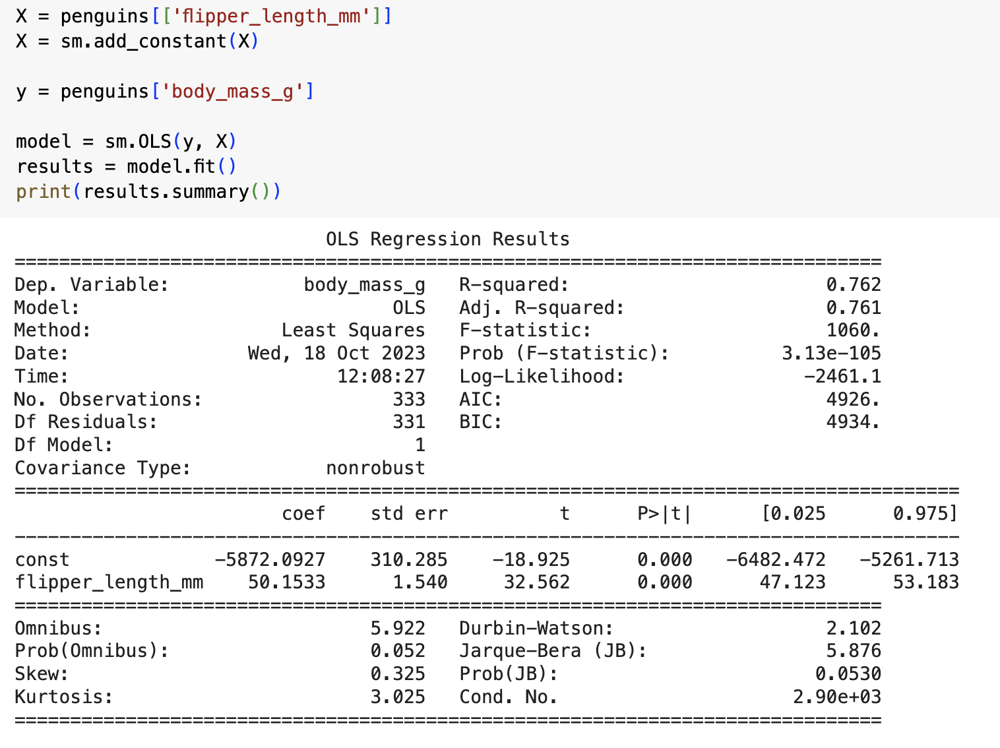 X = penguins[['flipper_length_mm']]
X = sm.add_constant(X)
y = penguins['body_mass_g']
model = sm.OLS(y, X)
results = model.fit()
print(results.summary())
OLS Regression Results
==============================================================================
Dep. Variable: body_mass_g R-squared: 0.762
Model: OLS Adj. R-squared: 0.761
Method: Least Squares F-statistic: 1060.
Date: Wed, 18 Oct 2023 Prob (F-statistic): 3.13e-105
Time: 12:08:27 Log-Likelihood: -2461.1
No. Observations: 333 AIC: 4926.
Df Residuals: 331 BIC: 4934.
Df Model: 1
Covariance Type: nonrobust
=====================================================================================
coef std err t P>|t| [0.025 0.975]
-------------------------------------------------------------------------------------
const -5872.0927 310.285 -18.925 0.000 -6482.472 -5261.713
flipper_length_mm 50.1533 1.540 32.562 0.000 47.123 53.183
==============================================================================
Omnibus: 5.922 Durbin-Watson: 2.102
Prob(Omnibus): 0.052 Jarque-Bera (JB): 5.876
Skew: 0.325 Prob(JB): 0.0530
Kurtosis: 3.025 Cond. No. 2.90e+03
==============================================================================